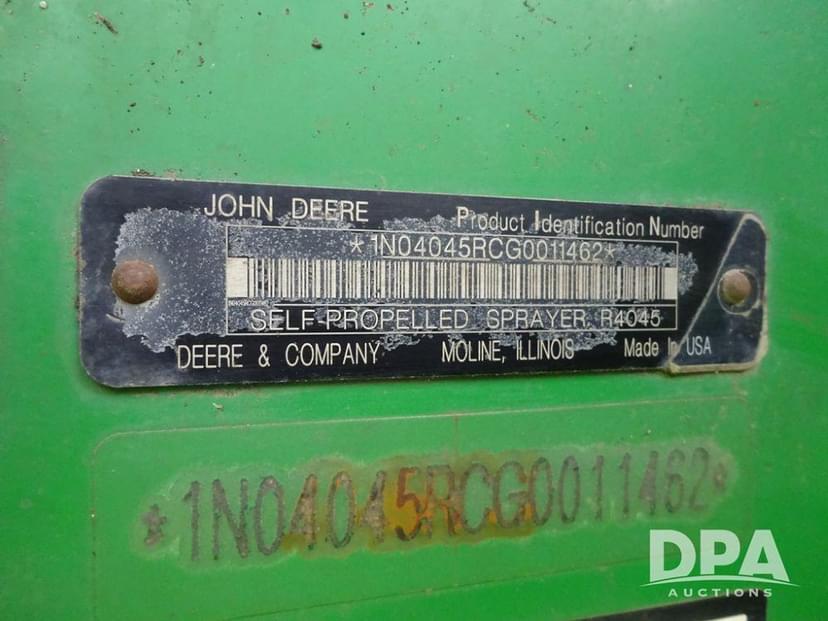 JOHN DEERE Product Identification Number
*1N04045RCG0011462*
SELF-PROPELLED SPRAYER, R4045
DEERE & COMPANY MOLINE, ILLINOIS Made In USA
*1N04045RCG0011462*
DPA
AUCTIONS